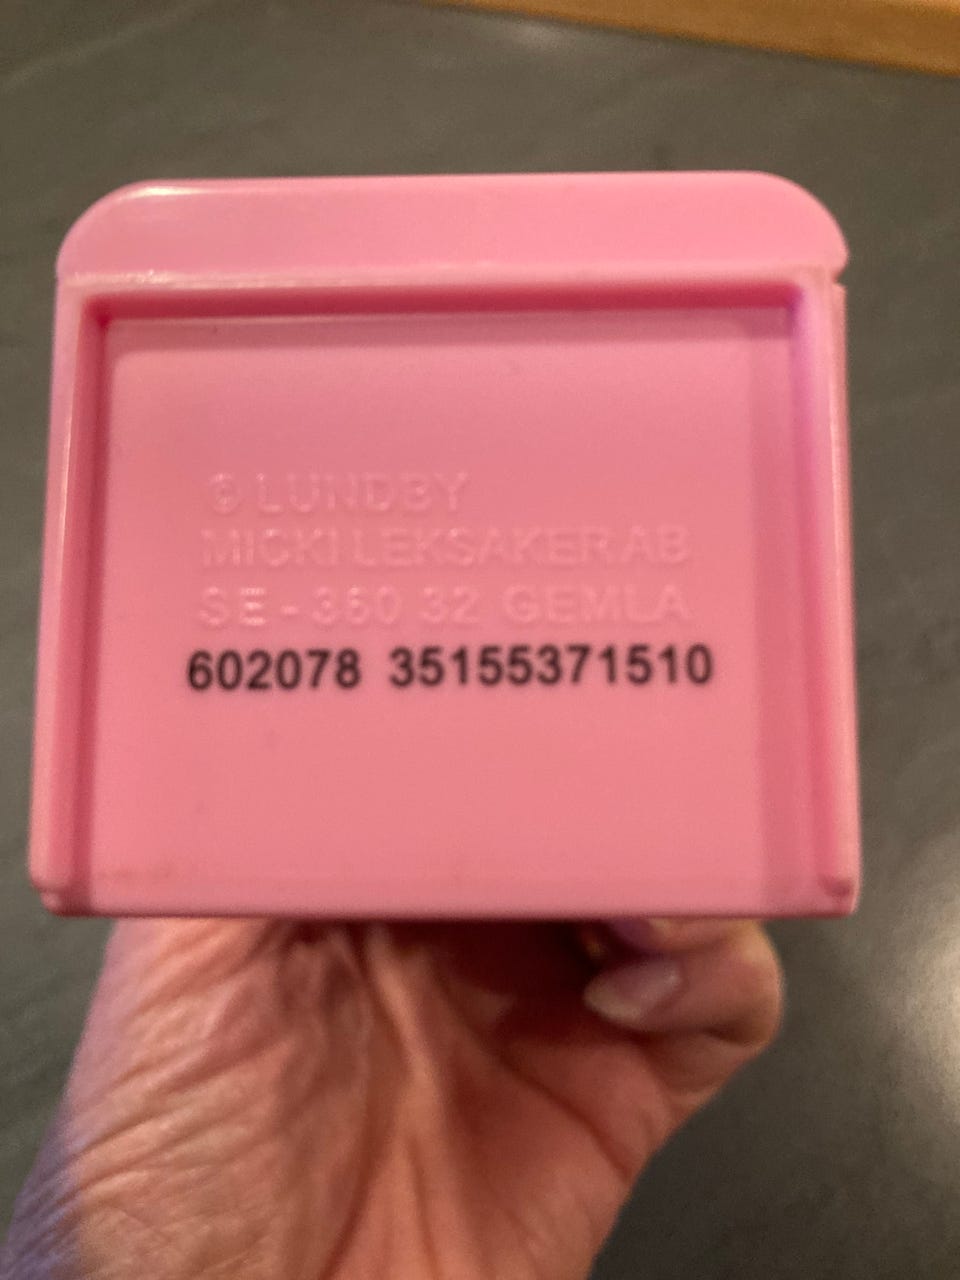 © LUNDBY
MICKI LEKSAKER AB
SE - 360 32 GEMLA
602078 35155371510